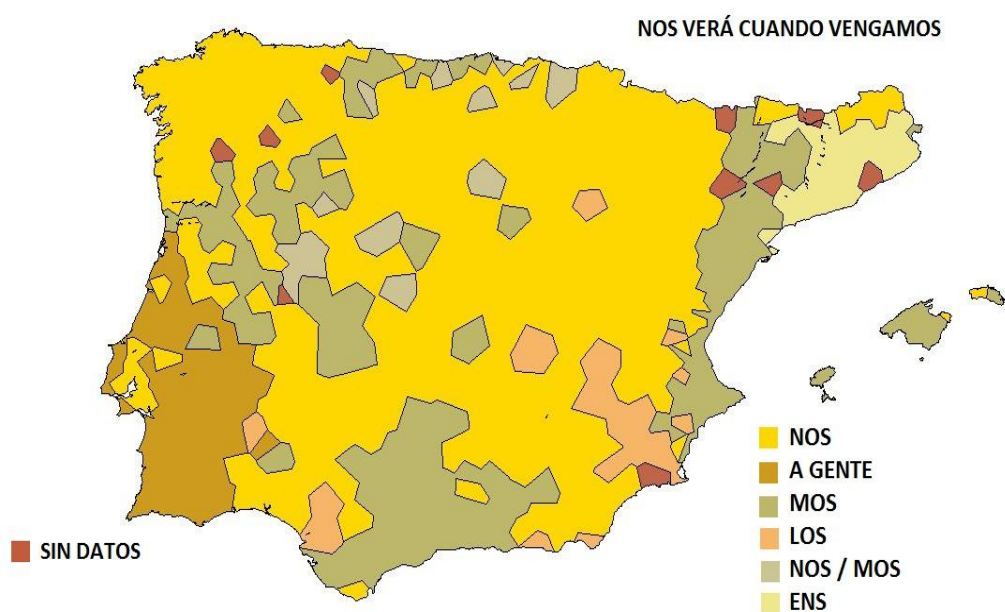 NOS VERÁ CUANDO VENGAMOS
NOS
A GENTE
MOS
LOS
NOS / MOS
ENS
SIN DATOS